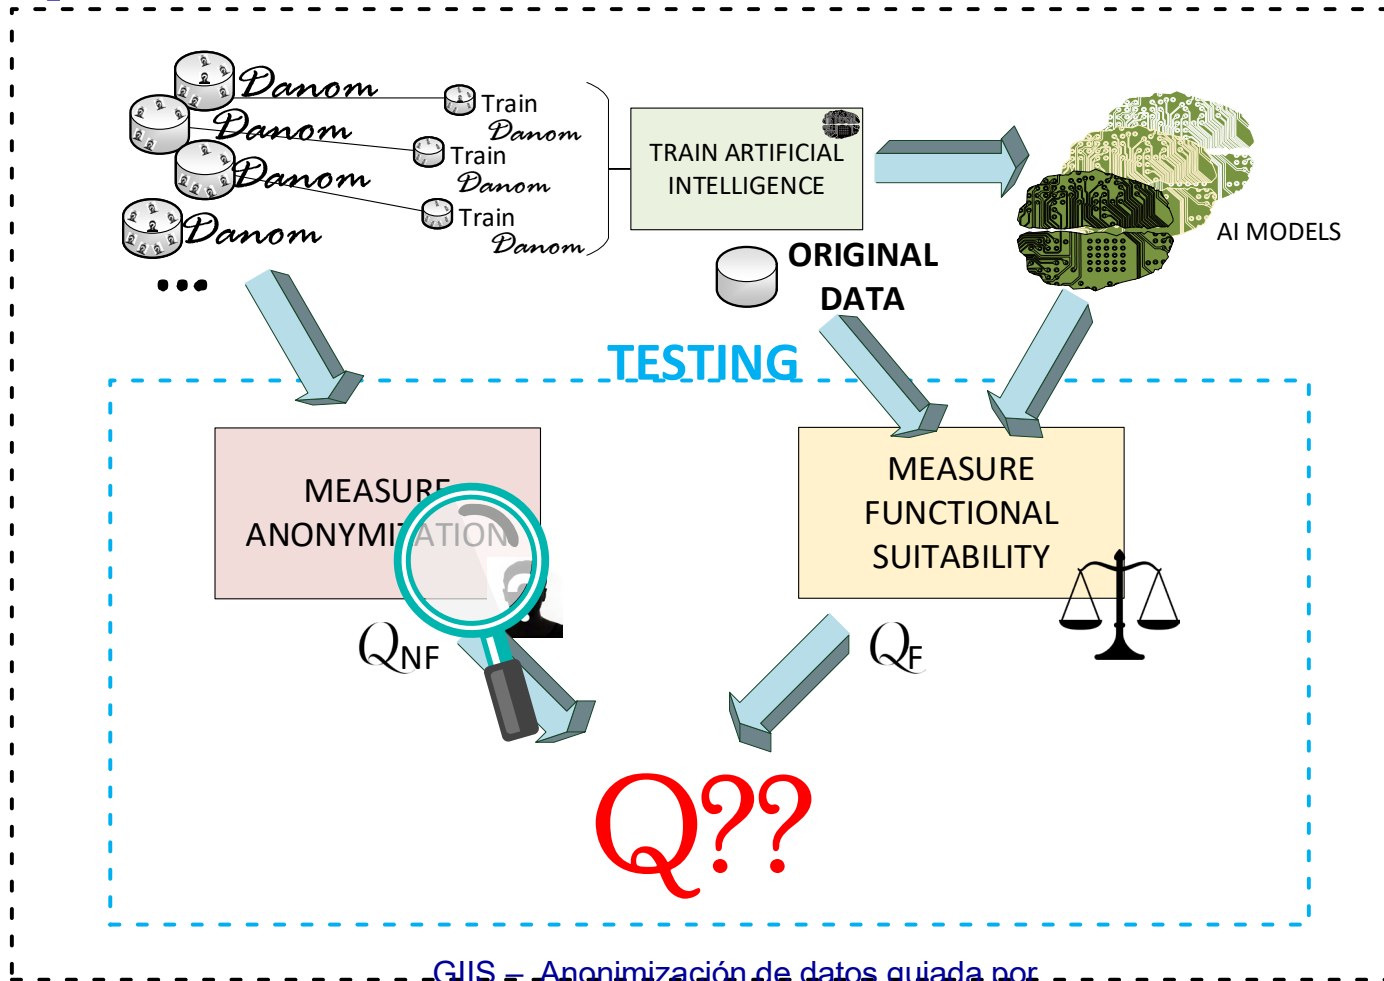 Danom
Train
Danom
Danom
Train
Danom
Danom
Train
Danom
Danom
...
TRAIN ARTIFICIAL
INTELLIGENCE
AI MODELS
ORIGINAL
DATA
TESTING
MEASURE
ANONYMITATION
MEASURE
FUNCTIONAL
SUITABILITY
QNF
QF
Q??
GIIS – Anonimización de datos guiada por